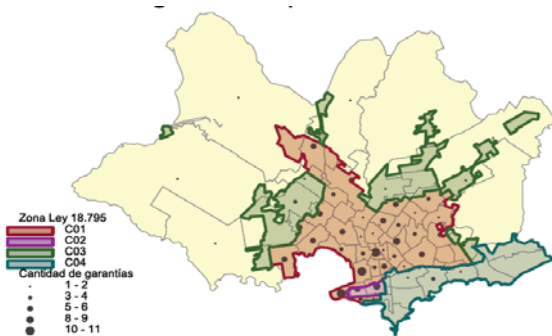 Zona Ley 18.795
C01
C02
C03
C04
Cantidad de garantías
1 - 2
3 - 4
5 - 6
8 - 9
10 - 11